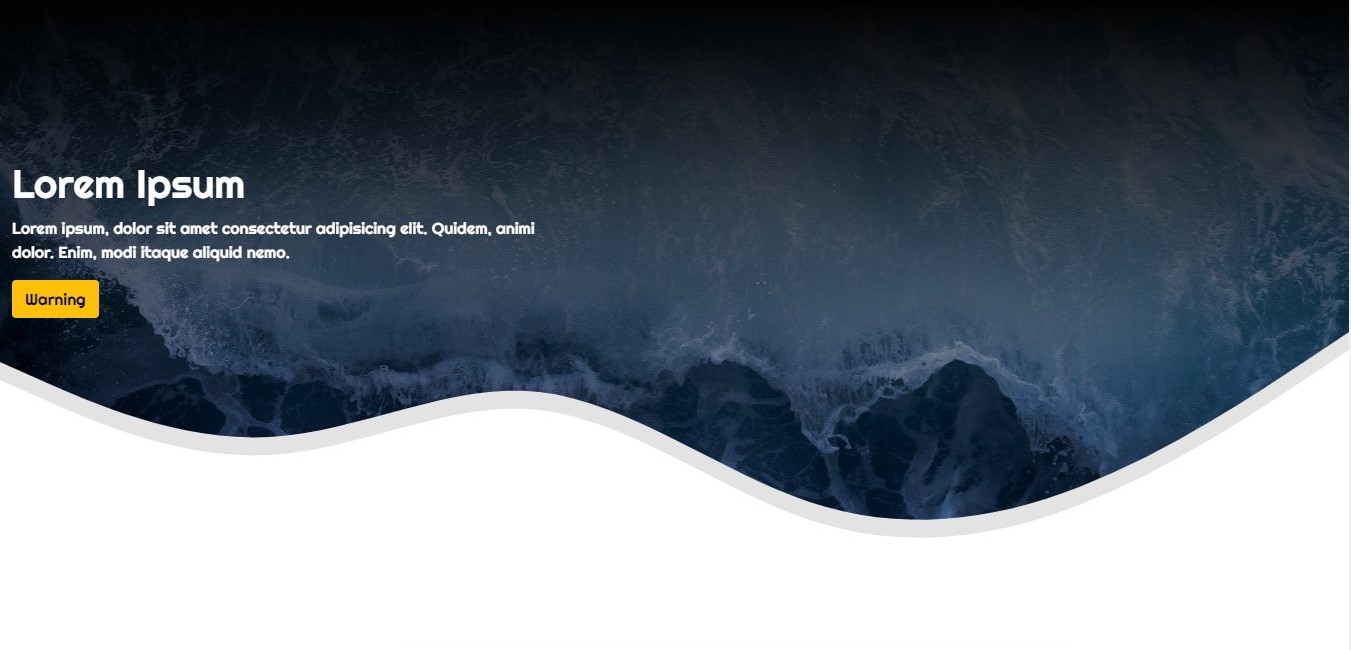 Lorem Ipsum
Lorem ipsum, dolor sit amet consectetur adipisicing elit. Quidem, animi
dolor. Enim, modi itaque aliquid nemo.
Warning